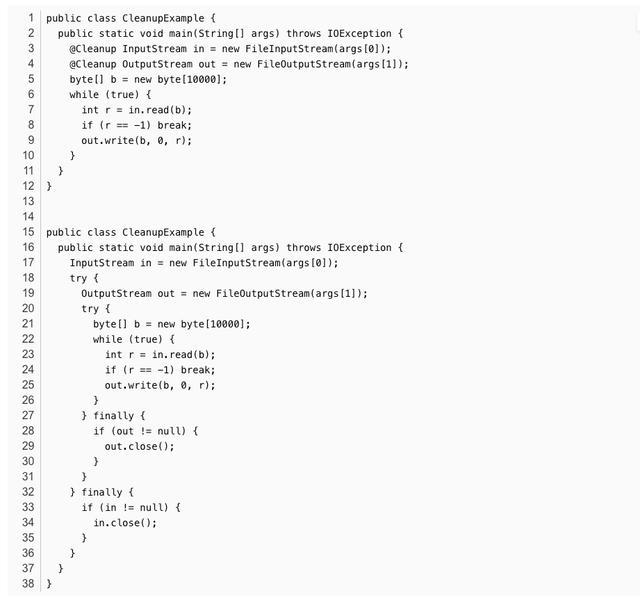 1 public class CleanupExample {
2   public static void main(String[] args) throws IOException {
3     @Cleanup InputStream in = new FileInputStream(args[0]);
4     @Cleanup OutputStream out = new FileOutputStream(args[1]);
5     byte[] b = new byte[10000];
6     while (true) {
7       int r = in.read(b);
8       if (r == -1) break;
9       out.write(b, 0, r);
10     }
11   }
12 }
13
14
15 public class CleanupExample {
16   public static void main(String[] args) throws IOException {
17     InputStream in = new FileInputStream(args[0]);
18     try {
19       OutputStream out = new FileOutputStream(args[1]);
20       try {
21         byte[] b = new byte[10000];
22         while (true) {
23           int r = in.read(b);
24           if (r == -1) break;
25           out.write(b, 0, r);
26         }
27       } finally {
28         if (out != null) {
29           out.close();
30         }
31       }
32     } finally {
33       if (in != null) {
34         in.close();
35       }
36     }
37   }
38 }